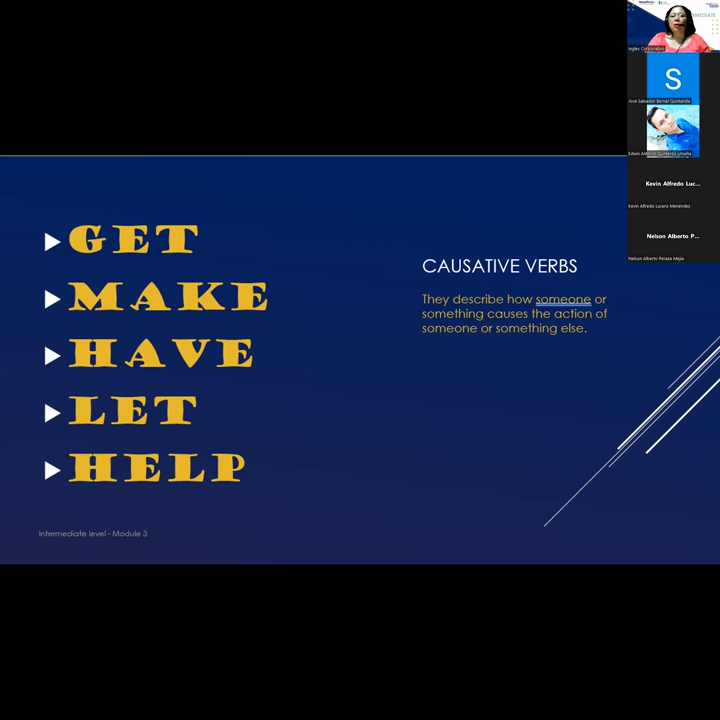 GET
MAKE
HAVE
LET
HELP
CAUSATIVE VERBS
They describe how someone or
something causes the action of
someone or something else.
Intermediate level - Module 3
Ingles Corporativo
S
José Salvador Bernal Quintanilla
Kevin Alfredo Luc...
Kevin Alfredo Lucero Menéndez
Nelson Alberto P...
Nelson Alberto Peraza Mejia